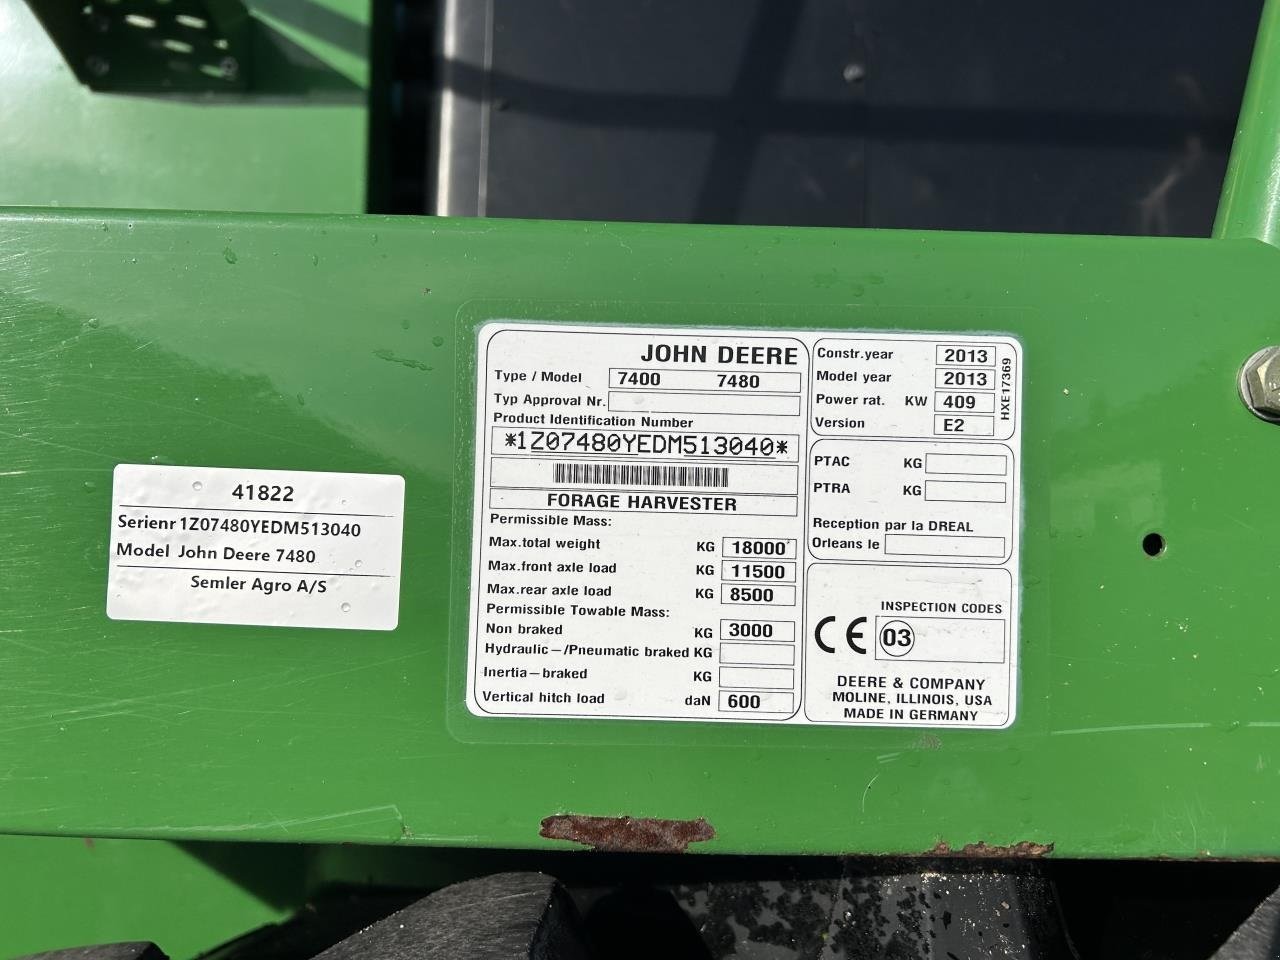 41822
Serienr 1Z07480YEDM513040
Model John Deere 7480
Semler Agro A/S
JOHN DEERE
Type / Model 7400 7480
Typ Approval Nr.
Product Identification Number
*1Z07480YEDM513040*
FORAGE HARVESTER
Permissible Mass:
Max.total weight KG 18000
Max.front axle load KG 11500
Max.rear axle load KG 8500
Permissible Towable Mass:
Non braked KG 3000
Hydraulic-/Pneumatic braked KG
Inertia-braked KG
Vertical hitch load daN 600
Constr.year 2013
Model year 2013
Power rat. KW 409
Version E2
HXE17369
PTAC KG
PTRA KG
Reception par la DREAL
Orleans le
INSPECTION CODES
CE 03
DEERE & COMPANY
MOLINE, ILLINOIS, USA
MADE IN GERMANY